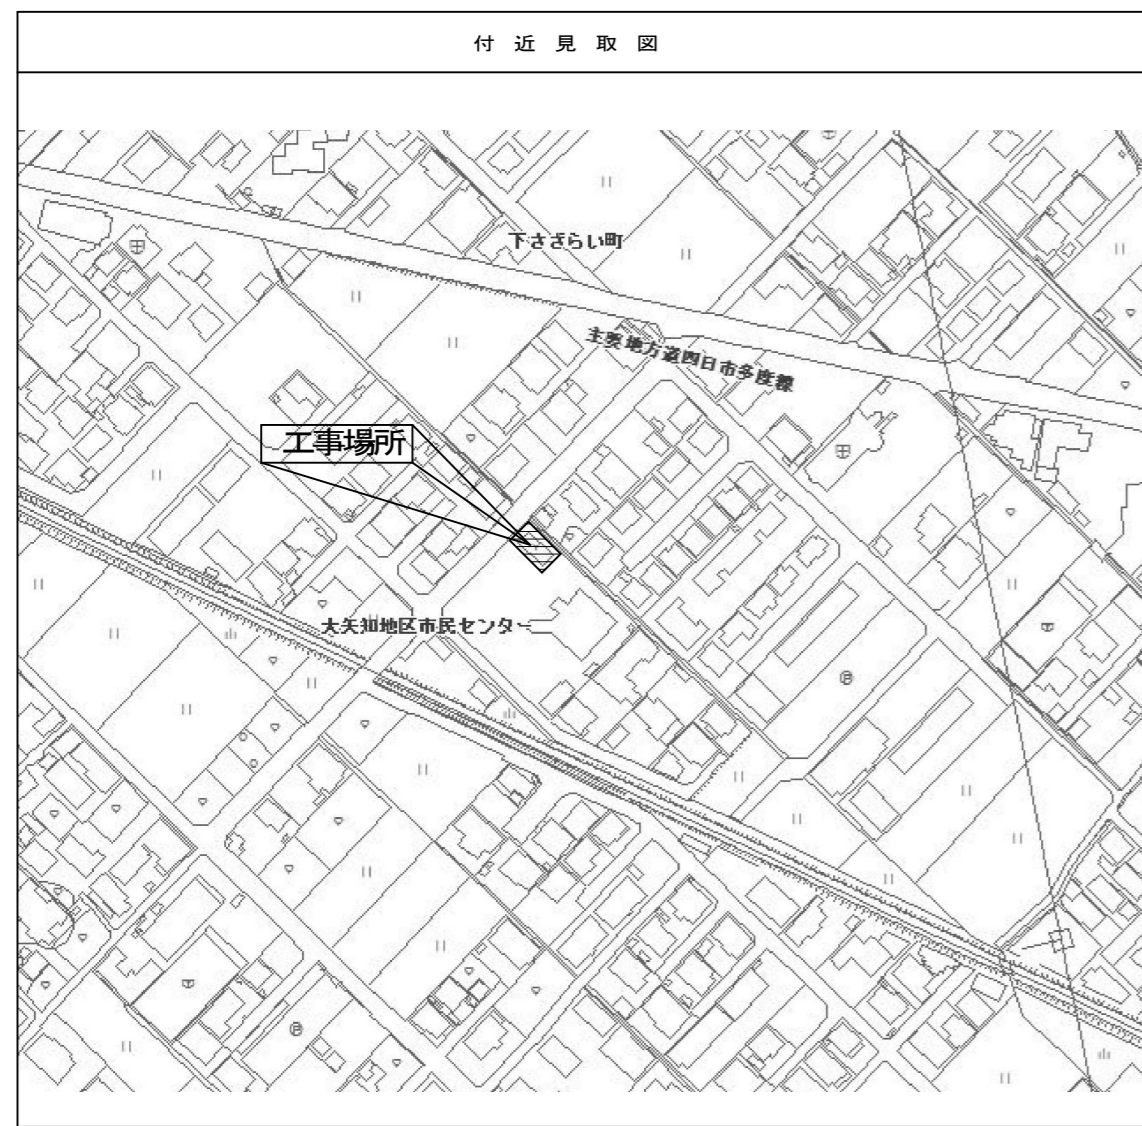 付近見取図
下さざらい町
主要地方道四日市多度線
工事場所
大矢知地区市民センター